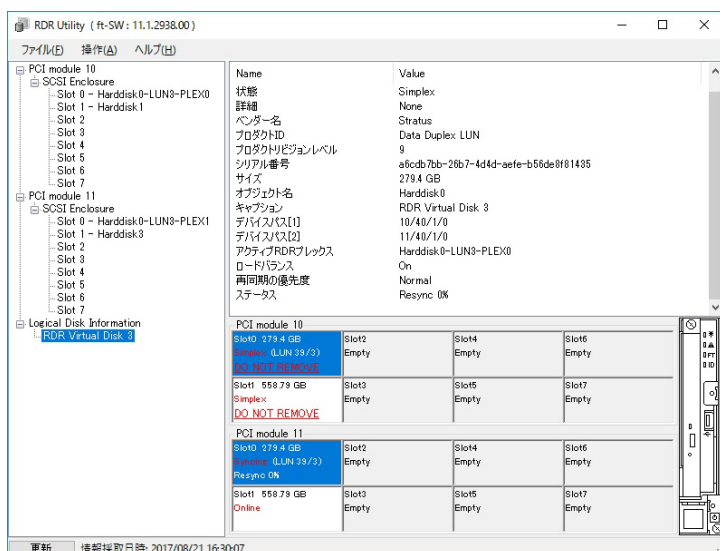 RDR Utility ( ft-SW : 11.1.2938.00 )
ファイル(F) 操作(A) ヘルプ(H)
PCI module 10
SCSI Enclosure
Slot 0 - Harddisk0-LUN3-PLEX0
Slot 1 - Harddisk1
Slot 2
Slot 3
Slot 4
Slot 5
Slot 6
Slot 7
PCI module 11
SCSI Enclosure
Slot 0 - Harddisk0-LUN3-PLEX1
Slot 1 - Harddisk3
Slot 2
Slot 3
Slot 4
Slot 5
Slot 6
Slot 7
Logical Disk Information
RDR Virtual Disk 3
Name Value
状態 Simplex
詳細 None
ベンダー名 Stratus
プロダクトID Data Duplex LUN
プロダクトリビジョンレベル 9
シリアル番号 a6cdb7bb-26b7-4d4d-aefe-b56de8f81435
サイズ 279.4 GB
オブジェクト名 Harddisk0
キャプション RDR Virtual Disk 3
デバイスパス[1] 10/40/1/0
デバイスパス[2] 11/40/1/0
アクティブRDRプレックス Harddisk0-LUN3-PLEX0
ロードバランス On
再同期の優先度 Normal
ステータス Resync 0%
PCI module 10
Slot0 279.4 GB Slot2 Slot4 Slot6
Simplex (LUN 39/3) Empty Empty Empty
DO NOT REMOVE
Slot1 558.79 GB Slot3 Slot5 Slot7
Simplex Empty Empty Empty
DO NOT REMOVE
PCI module 11
Slot0 279.4 GB Slot2 Slot4 Slot6
Syncing (LUN 39/3) Empty Empty Empty
Resync 0%
Slot1 558.79 GB Slot3 Slot5 Slot7
Online Empty Empty Empty
更新 情報採取日時: 2017/08/21 16:30:07